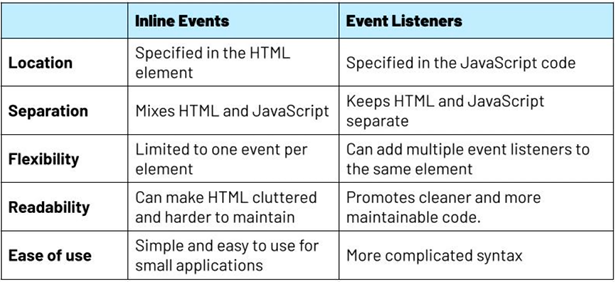 Inline Events
Event Listeners
Location
Specified in the HTML
element
Specified in the JavaScript code
Separation
Mixes HTML and JavaScript
Keeps HTML and JavaScript
separate
Flexibility
Limited to one event per
element
Can add multiple event listeners to
the same element
Readability
Can make HTML cluttered
and harder to maintain
Promotes cleaner and more
maintainable code.
Ease of use
Simple and easy to use for
small applications
More complicated syntax